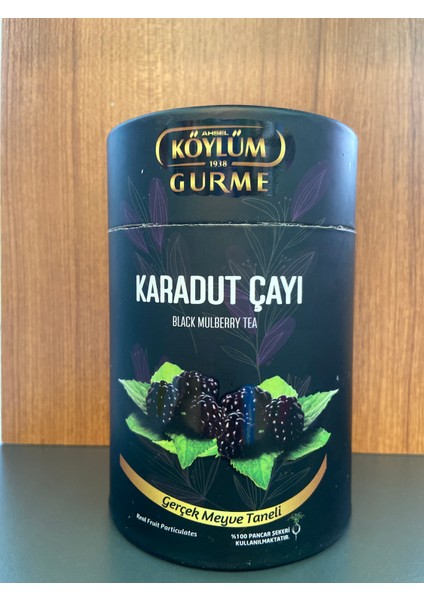 AHSEL
KÖYLÜM
1938
GURME
KARADUT ÇAYI
BLACK MULBERRY TEA
Gerçek Meyve Taneli
Real Fruit Particulates
%100 PANCAR ŞEKERİ
KULLANILMAKTADIR.